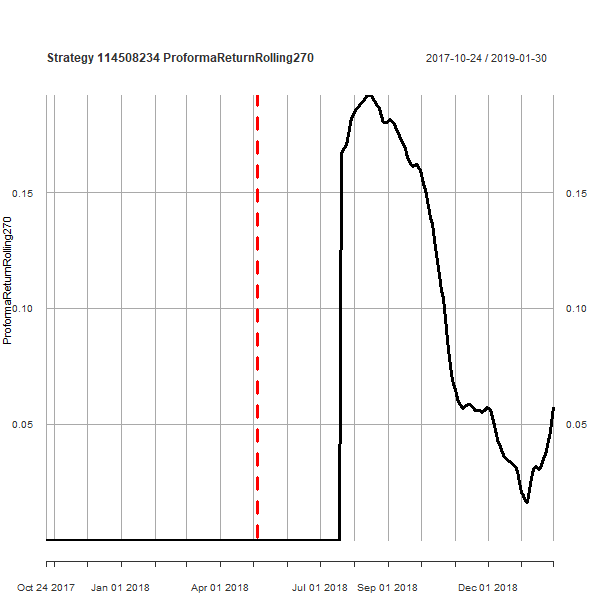 Strategy 114508234 ProformaReturnRolling270
2017-10-24 / 2019-01-30
ProformaReturnRolling270
0.15
0.10
0.05
0.15
0.10
0.05
Oct 24 2017
Jan 01 2018
Apr 01 2018
Jul 01 2018
Sep 01 2018
Dec 01 2018